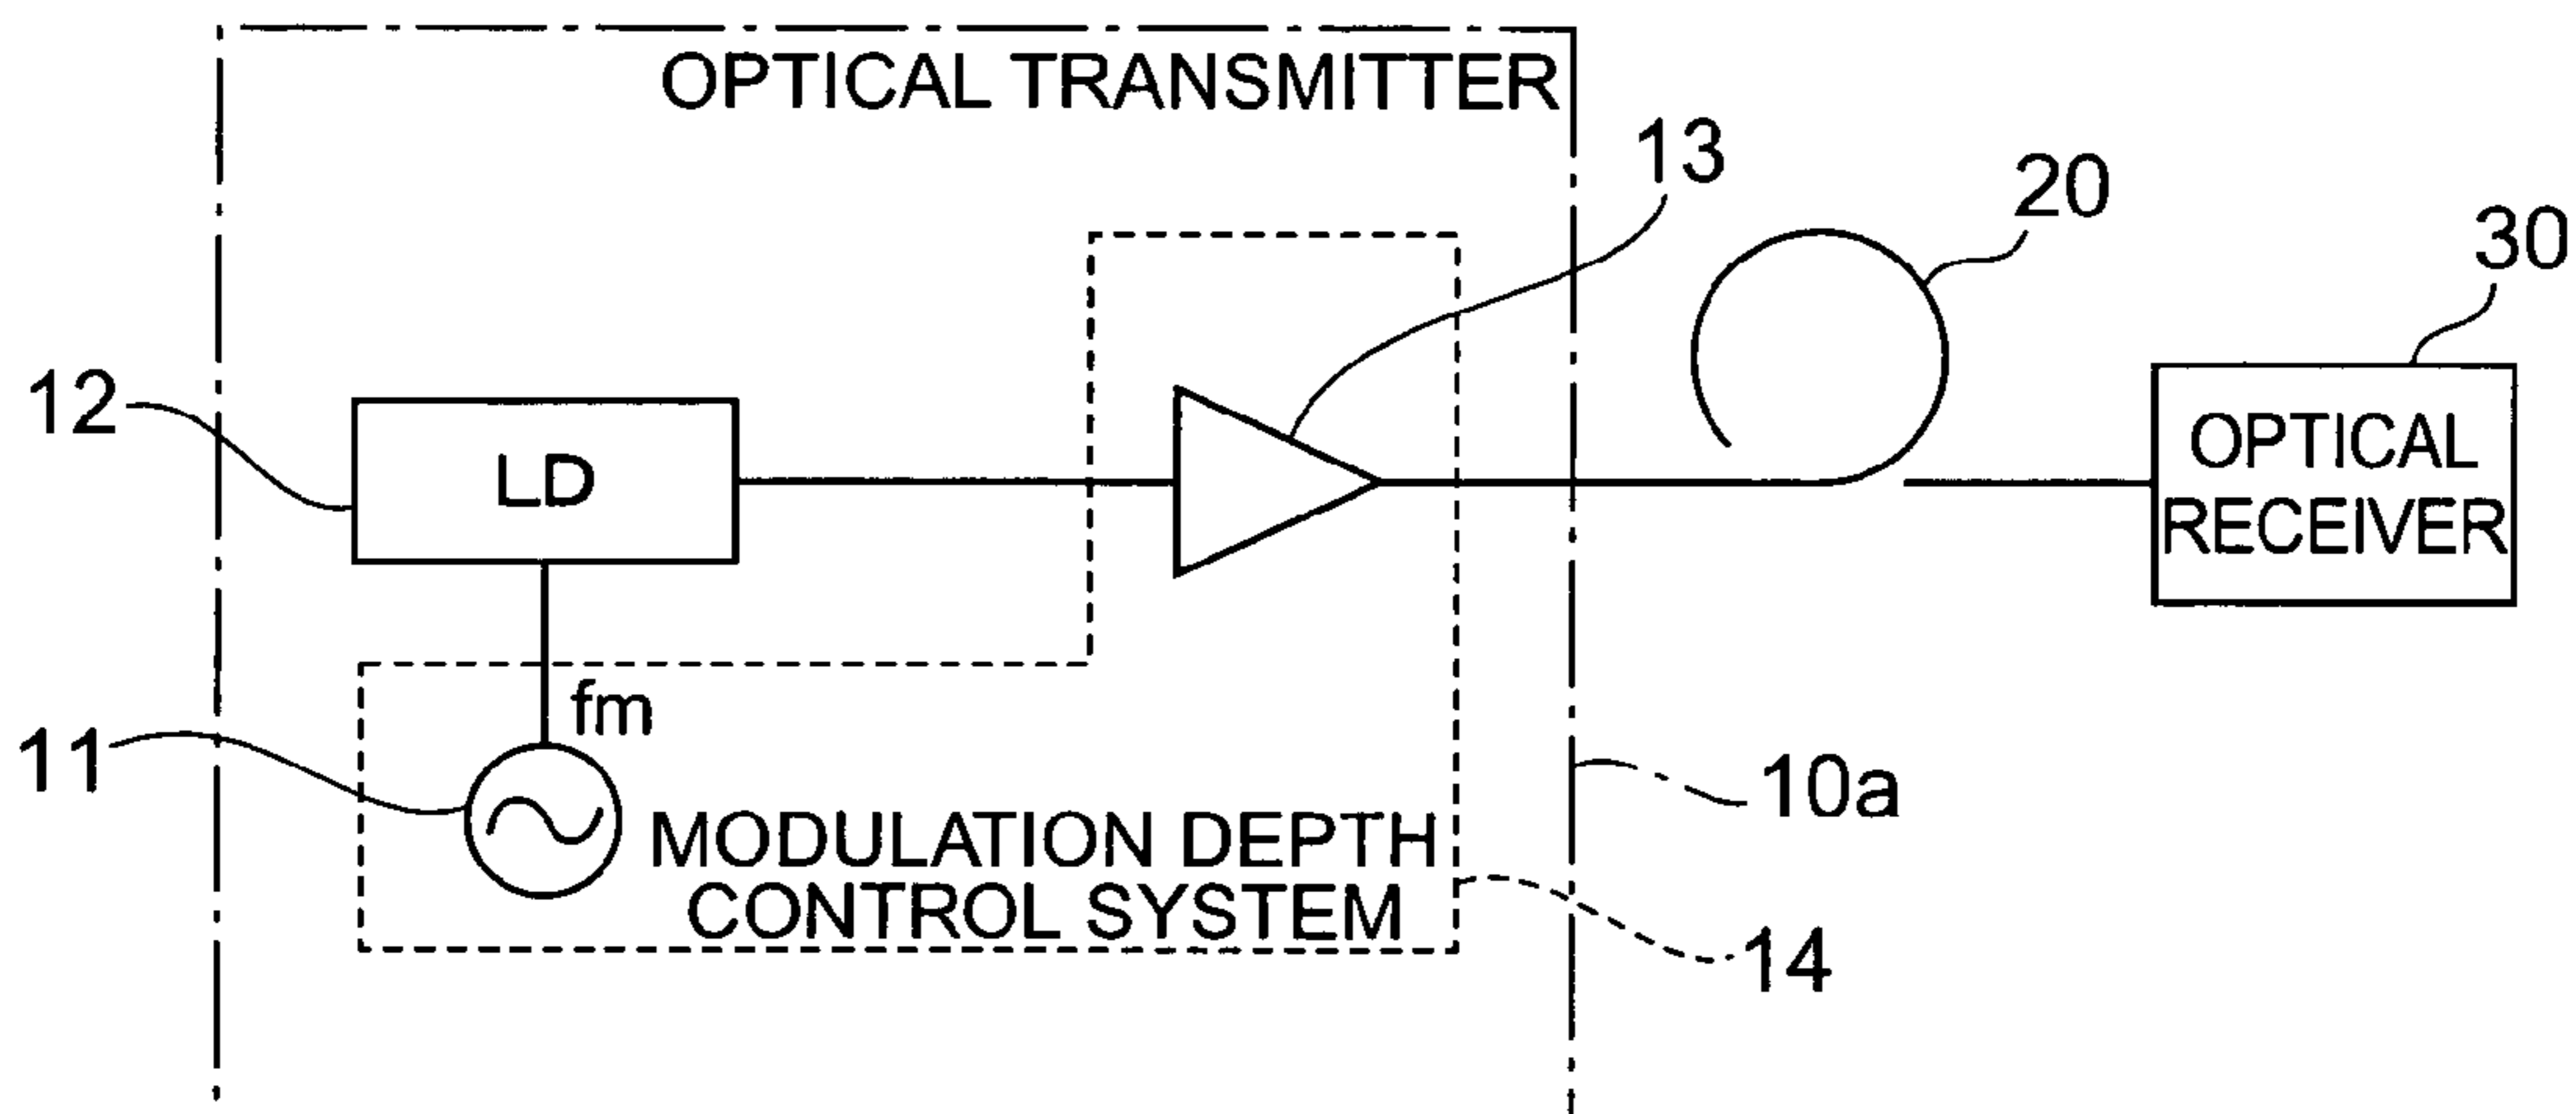 OPTICAL TRANSMITTER
13
20
30
12
LD
OPTICAL
RECEIVER
fm
11
MODULATION DEPTH
CONTROL SYSTEM
10a
14